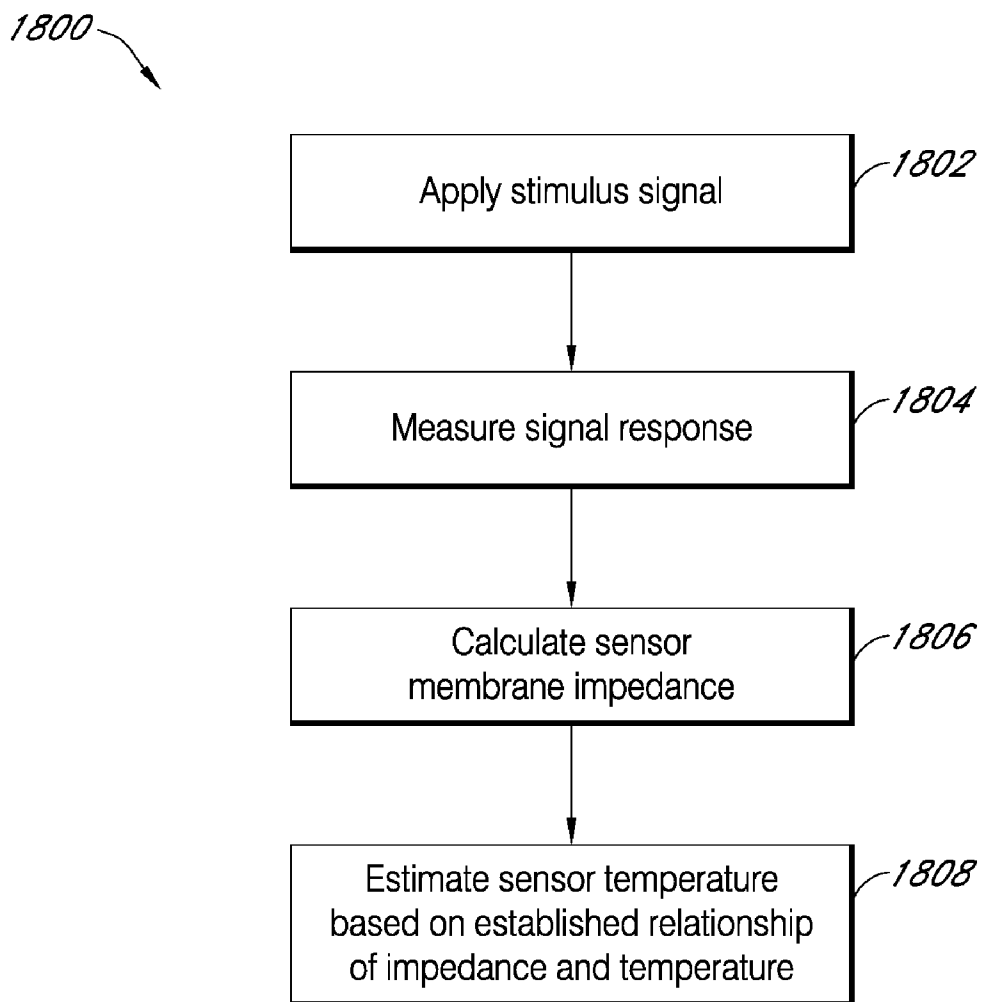 1800
Apply stimulus signal
1802
Measure signal response
1804
Calculate sensor
membrane impedance
1806
Estimate sensor temperature
based on established relationship
of impedance and temperature
1808